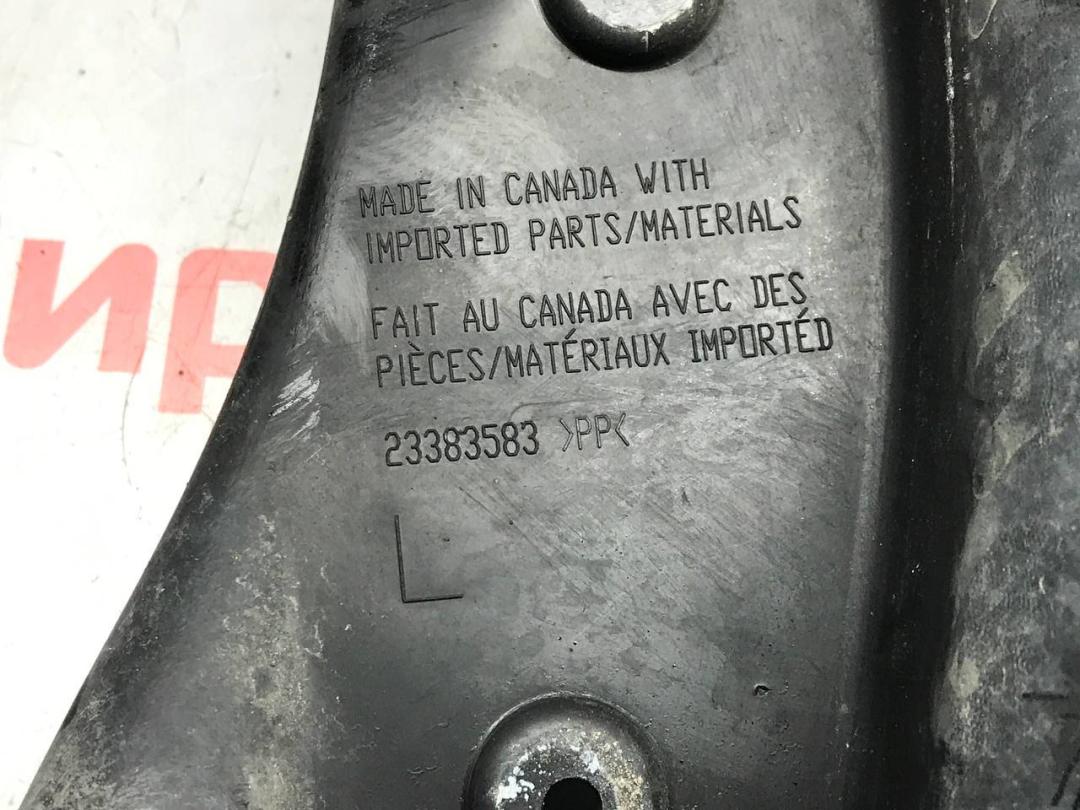 MADE IN CANADA WITH
IMPORTED PARTS/MATERIALS
FAIT AU CANADA AVEC DES
PIÈCES/MATÉRIAUX IMPORTÉD
23383583 >PP<
L